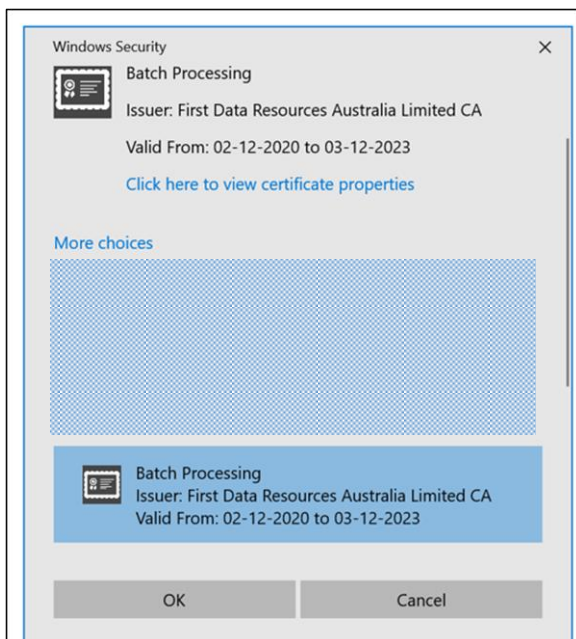 Windows Security
Batch Processing
Issuer: First Data Resources Australia Limited CA
Valid From: 02-12-2020 to 03-12-2023
Click here to view certificate properties
More choices
Batch Processing
Issuer: First Data Resources Australia Limited CA
Valid From: 02-12-2020 to 03-12-2023
OK
Cancel